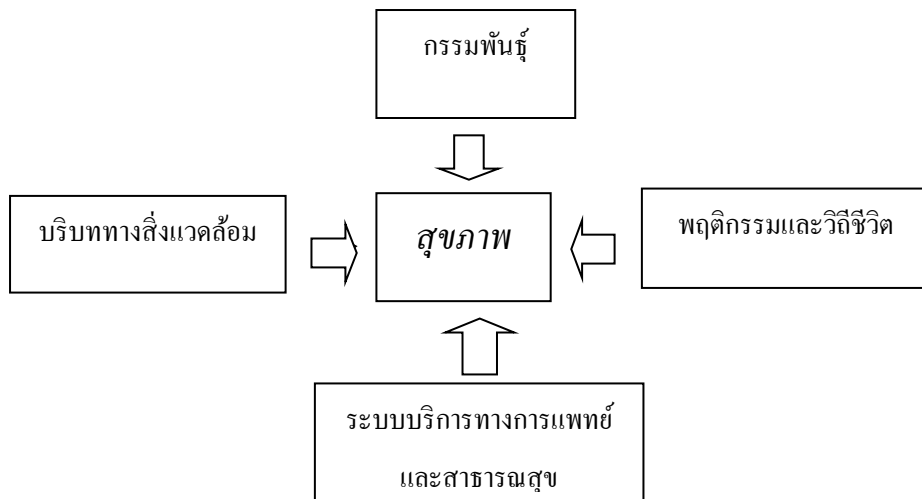 กรรมพันธุ์
บริบททางสิ่งแวดล้อม
สุขภาพ
พฤติกรรมและวิถีชีวิต
ระบบบริการทางการแพทย์
และสาธารณสุข